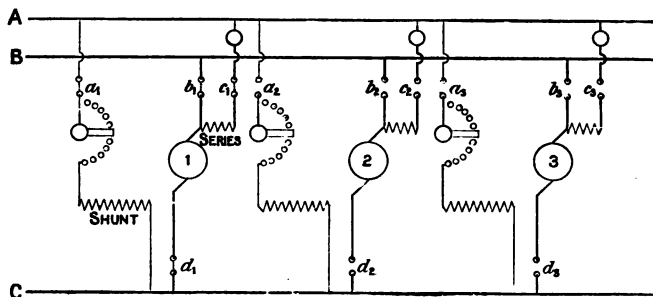 A
B
a₁ b₁ c₁ a₂ b₂ c₂ a₃ b₃ c₃
SERIES
1 2 3
SHUNT
d₁ d₂ d₃
C